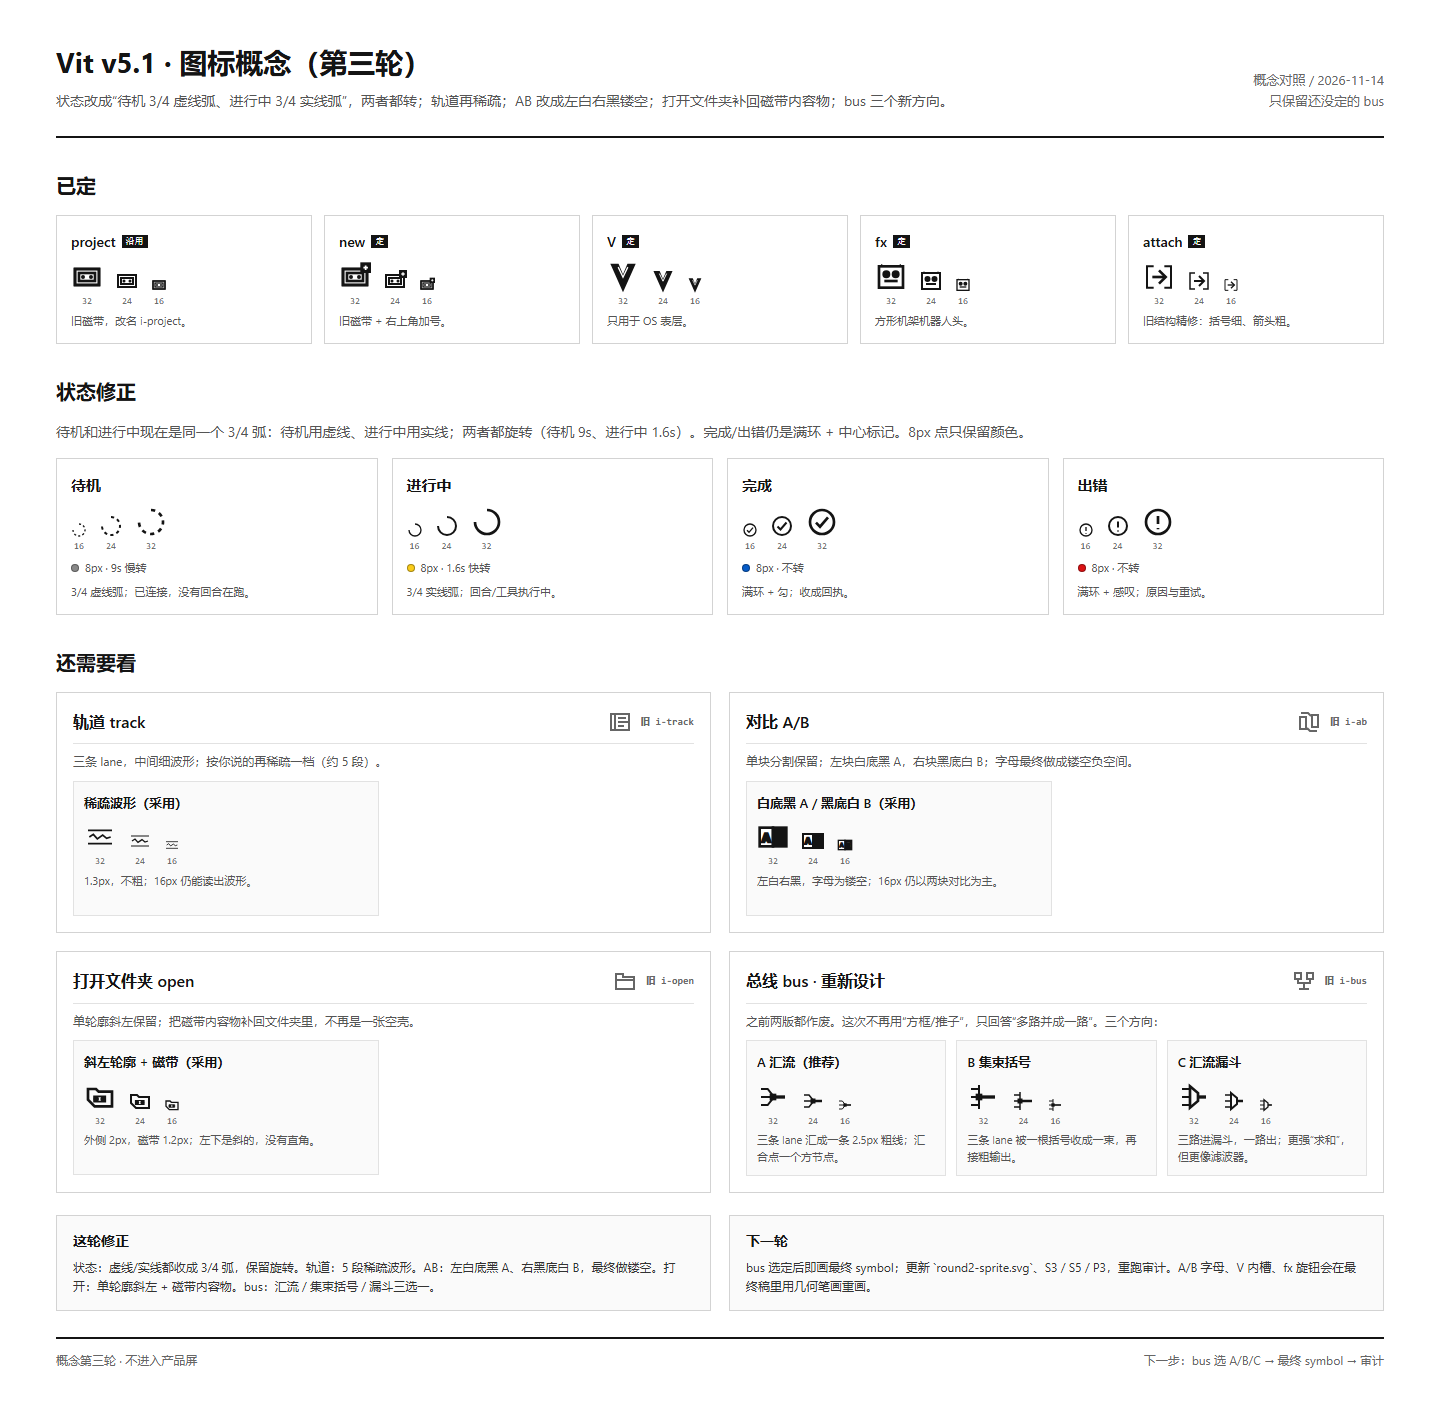 Vit v5.1 · 图标概念（第三轮）
状态改成“待机 3/4 虚线弧、进行中 3/4 实线弧”，两者都转；轨道再稀疏；AB 改成左白右黑镂空；打开文件夹补回磁带内容物；bus 三个新方向。
概念对照 / 2026-11-14
只保留还没定的 bus
已定
project 沿用
32 24 16
旧磁带，改名 i-project。
new 定
32 24 16
旧磁带 + 右上角加号。
V 定
32 24 16
只用于 OS 表层。
fx 定
32 24 16
方形机架机器人头。
attach 定
32 24 16
旧结构精修：括号细、箭头粗。
状态修正
待机和进行中现在是同一个 3/4 弧：待机用虚线、进行中用实线；两者都旋转（待机 9s、进行中 1.6s）。完成/出错仍是满环 + 中心标记。8px 点只保留颜色。
待机
16 24 32
8px · 9s 慢转
3/4 虚线弧；已连接，没有回合在跑。
进行中
16 24 32
8px · 1.6s 快转
3/4 实线弧；回合/工具执行中。
完成
16 24 32
8px · 不转
满环 + 勾；收成回执。
出错
16 24 32
8px · 不转
满环 + 感叹；原因与重试。
还需要看
轨道 track
旧 i-track
三条 lane，中间细波形；按你说的再稀疏一档（约 5 段）。
稀疏波形（采用）
32 24 16
1.3px，不粗；16px 仍能读出波形。
对比 A/B
旧 i-ab
单块分割保留；左块白底黑 A，右块黑底白 B；字母最终做成镂空负空间。
白底黑 A / 黑底白 B（采用）
A A A
32 24 16
左白右黑，字母为镂空；16px 仍以两块对比为主。
打开文件夹 open
旧 i-open
单轮廓斜左保留；把磁带内容物补回文件夹里，不再是一张空壳。
斜左轮廓 + 磁带（采用）
32 24 16
外侧 2px，磁带 1.2px；左下是斜的，没有直角。
总线 bus · 重新设计
旧 i-bus
之前两版都作废。这次不再用“方框/推子”，只回答“多路并成一路”。三个方向：
A 汇流（推荐）
32 24 16
三条 lane 汇成一条 2.5px 粗线；汇
合点一个方节点。
B 集束括号
32 24 16
三条 lane 被一根括号收成一束，再
接粗输出。
C 汇流漏斗
32 24 16
三路进漏斗，一路出；更强“求和”，
但更像滤波器。
这轮修正
状态：虚线/实线都收成 3/4 弧，保留旋转。轨道：5 段稀疏波形。AB：左白底黑 A、右黑底白 B，最终做镂空。打
开：单轮廓斜左 + 磁带内容物。bus：汇流 / 集束括号 / 漏斗三选一。
下一轮
bus 选定后即画最终 symbol；更新 `round2-sprite.svg`、S3 / S5 / P3，重跑审计。A/B 字母、V 内槽、fx 旋钮会在最
终稿里用几何笔画重画。
概念第三轮 · 不进入产品屏
下一步：bus 选 A/B/C → 最终 symbol → 审计